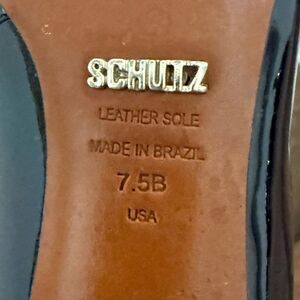 SCHUTZ
LEATHER SOLE
MADE IN BRAZIL
7.5B
USA